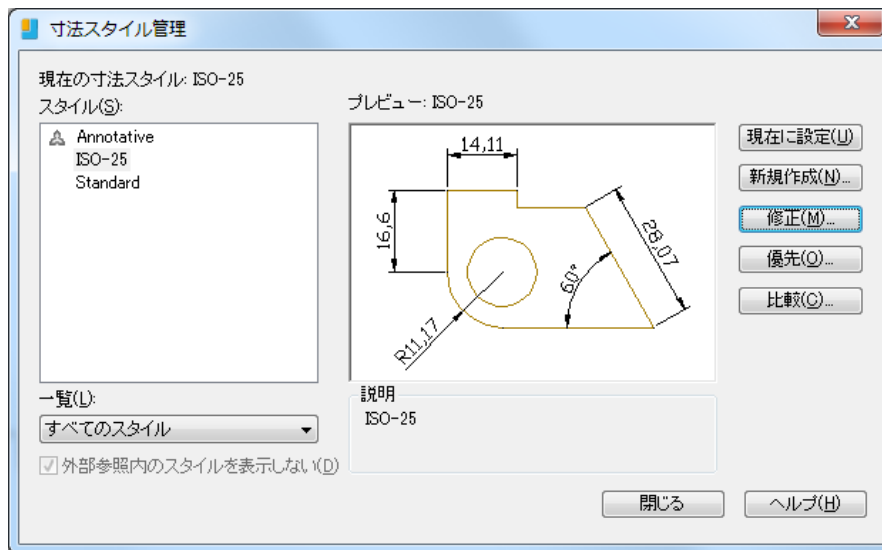 寸法スタイル管理
現在の寸法スタイル: ISO-25
スタイル(S):
Annotative
ISO-25
Standard
プレビュー: ISO-25
14,11
16,6
28,07
60°
R11,17
現在に設定(U)
新規作成(N)...
修正(M)...
優先(O)...
比較(C)...
一覧(L):
すべてのスタイル
外部参照内のスタイルを表示しない(D)
説明
ISO-25
閉じる
ヘルプ(H)